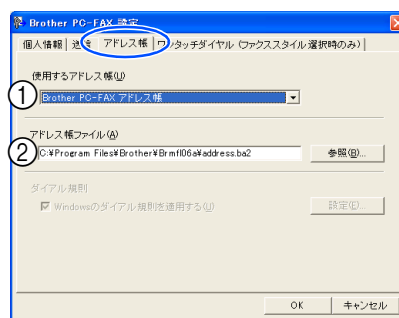 Brother PC-FAX 設定
個人情報 送信 アドレス帳 ワンタッチダイヤル (ファクススタイル選択時のみ)
使用するアドレス帳(U)
① Brother PC-FAX アドレス帳
アドレス帳ファイル(A)
② C:¥Program Files¥Brother¥Brmfl06a¥address.ba2 参照(B)...
ダイアル規則
Windowsのダイアル規則を適用する(U) 設定(E)...
OK キャンセル